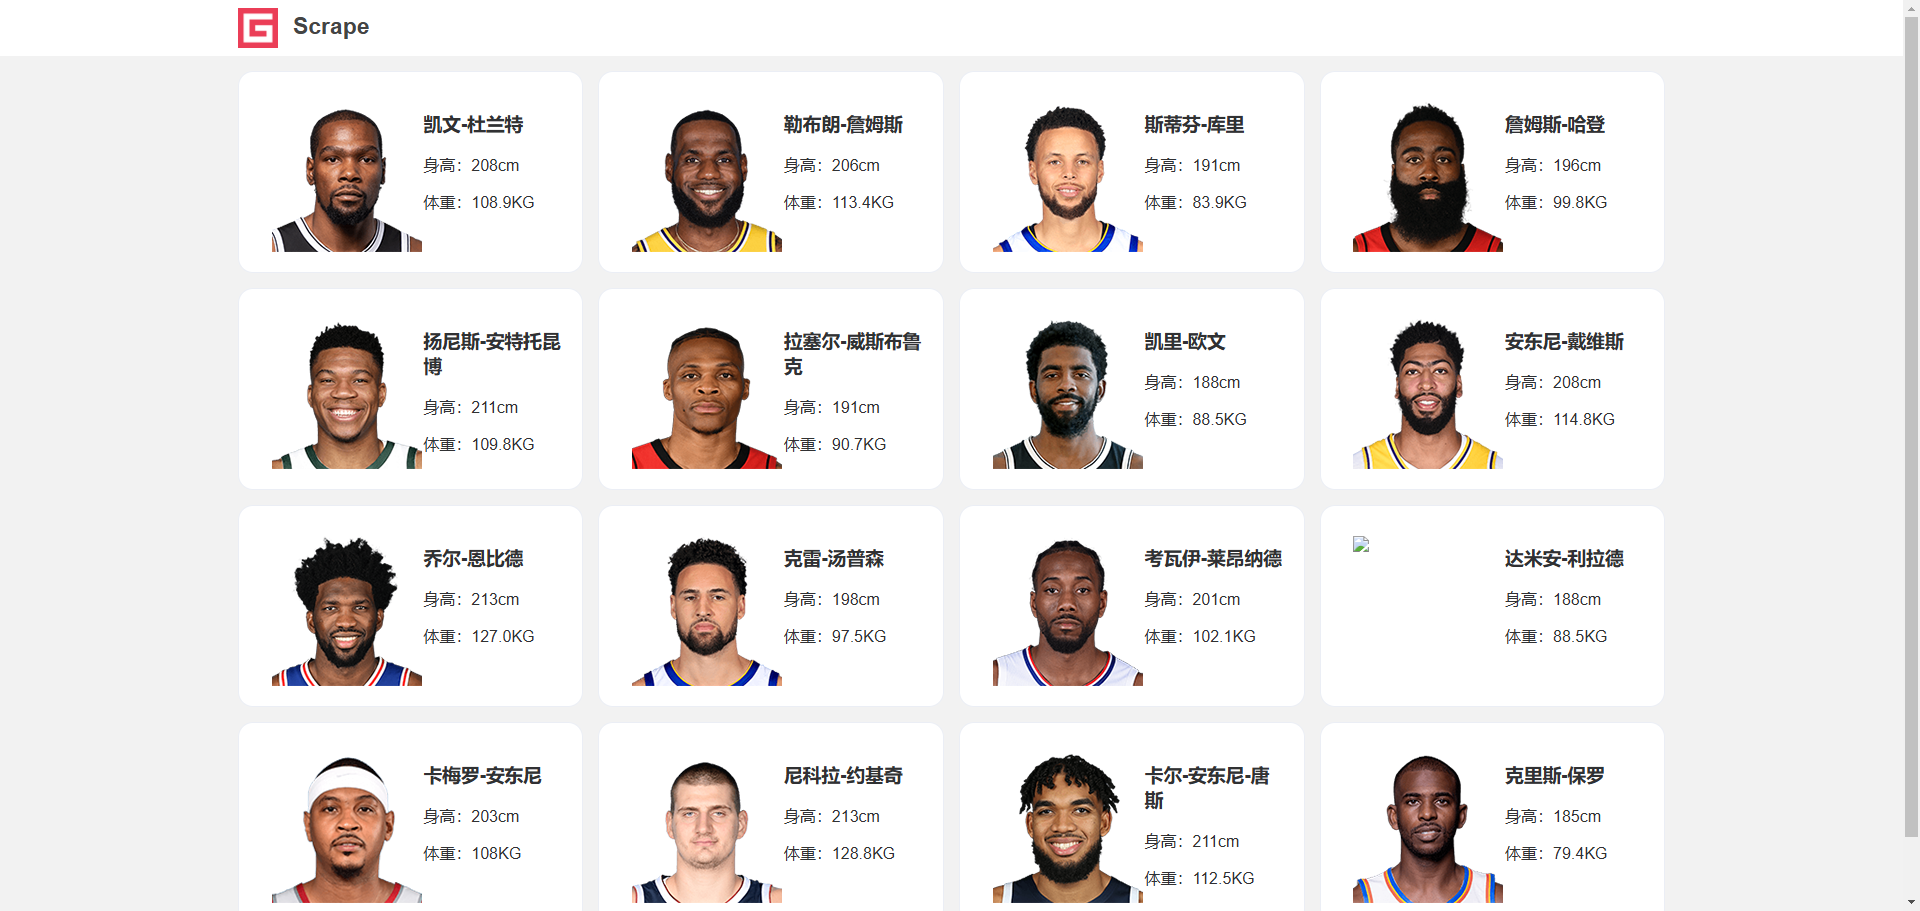 Scrape
凯文-杜兰特
身高：208cm
体重：108.9KG
勒布朗-詹姆斯
身高：206cm
体重：113.4KG
斯蒂芬-库里
身高：191cm
体重：83.9KG
詹姆斯-哈登
身高：196cm
体重：99.8KG
扬尼斯-安特托昆
博
身高：211cm
体重：109.8KG
拉塞尔-威斯布鲁
克
身高：191cm
体重：90.7KG
凯里-欧文
身高：188cm
体重：88.5KG
安东尼-戴维斯
身高：208cm
体重：114.8KG
乔尔-恩比德
身高：213cm
体重：127.0KG
克雷-汤普森
身高：198cm
体重：97.5KG
考瓦伊-莱昂纳德
身高：201cm
体重：102.1KG
达米安-利拉德
身高：188cm
体重：88.5KG
卡梅罗-安东尼
身高：203cm
体重：108KG
尼科拉-约基奇
身高：213cm
体重：128.8KG
卡尔-安东尼-唐
斯
身高：211cm
体重：112.5KG
克里斯-保罗
身高：185cm
体重：79.4KG